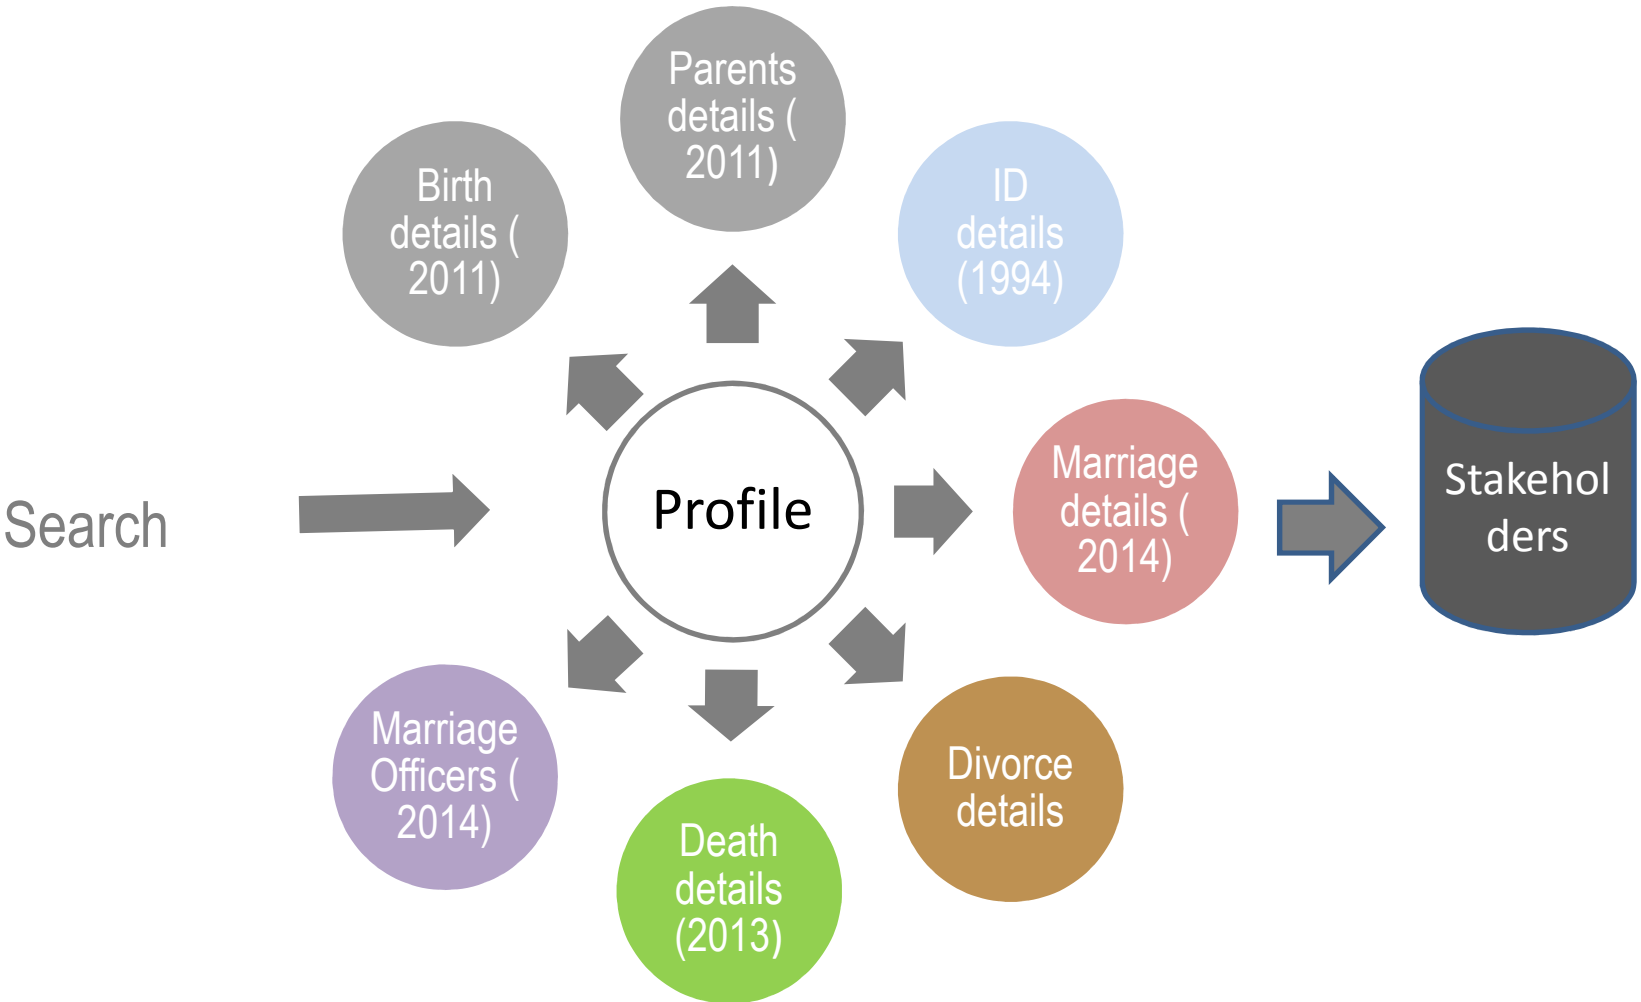 Parents
details (
2011)
Birth
details (
2011)
ID
details
(1994)
Search
Profile
Marriage
details (
2014)
Stakehol
ders
Marriage
Officers (
2014)
Death
details
(2013)
Divorce
details